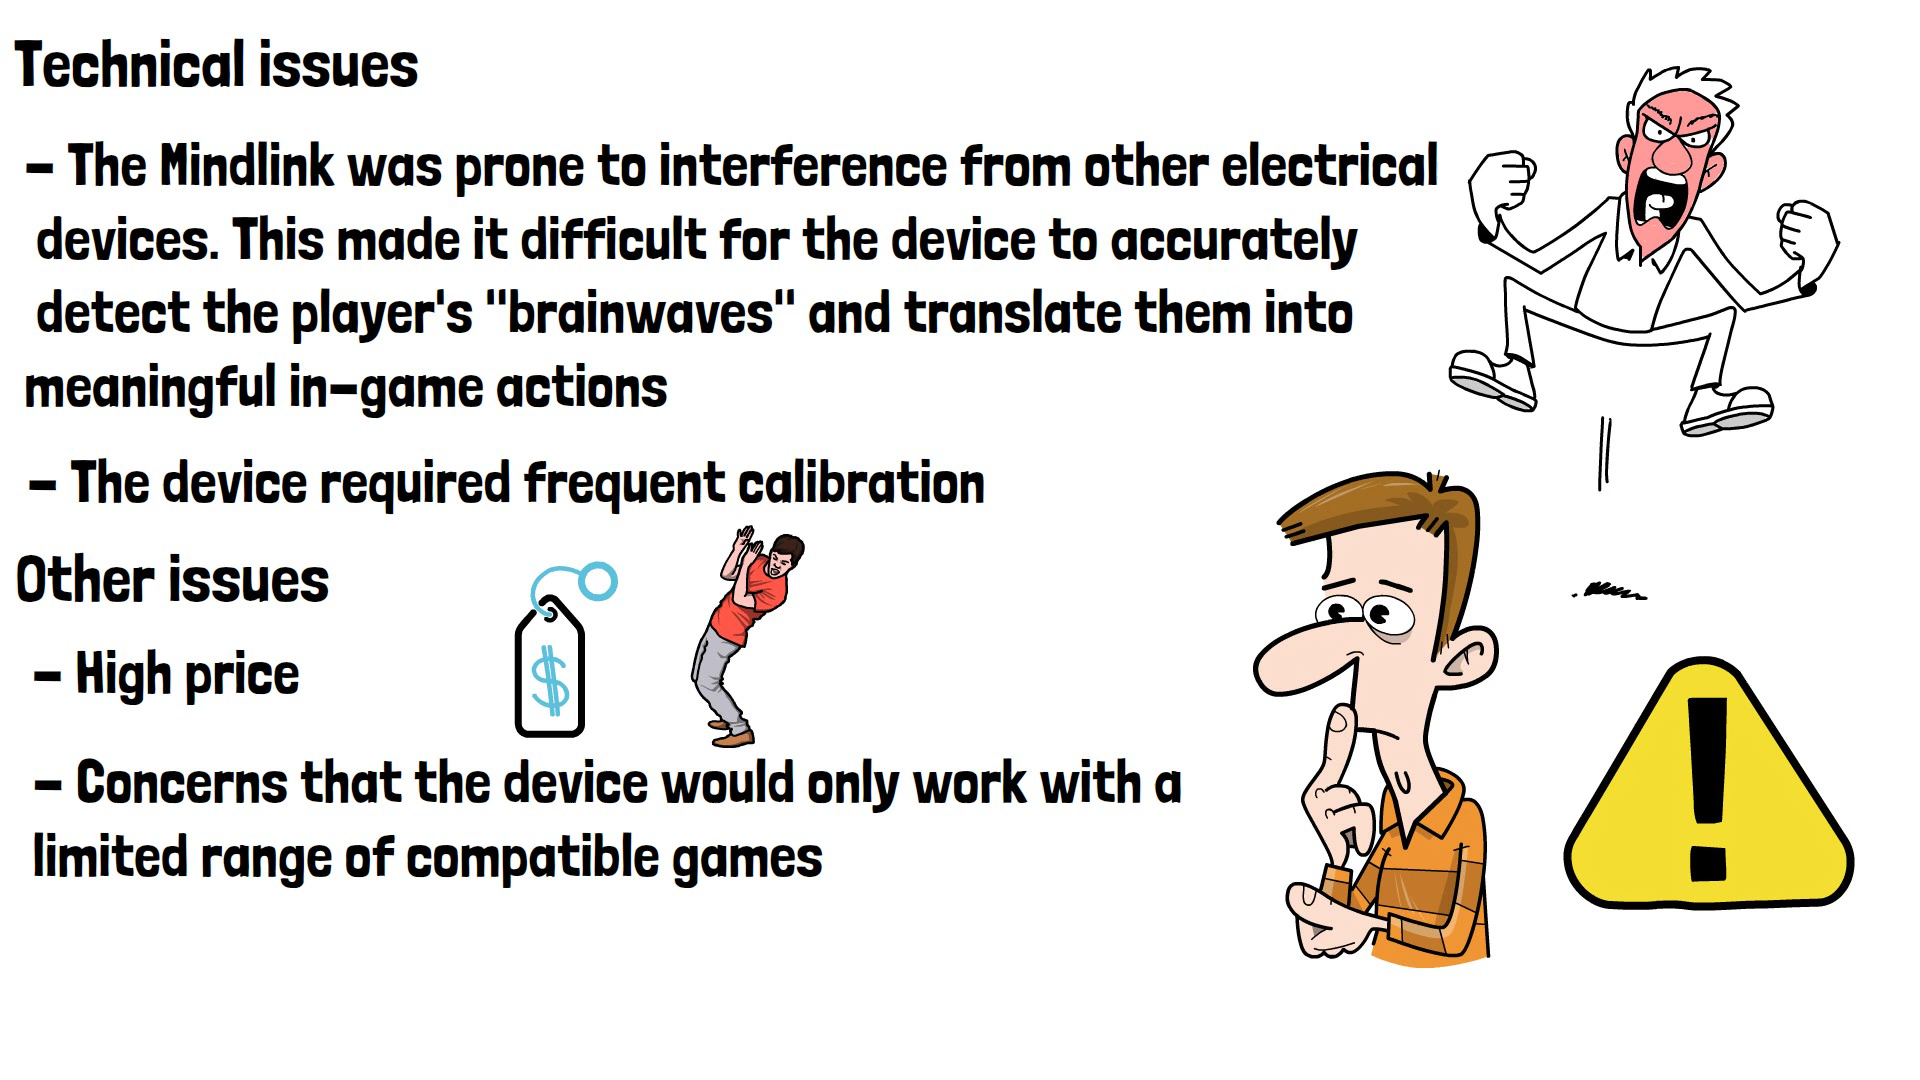 Technical issues
- The Mindlink was prone to interference from other electrical
devices. This made it difficult for the device to accurately
detect the player's "brainwaves" and translate them into
meaningful in-game actions
- The device required frequent calibration
Other issues
- High price
$
- Concerns that the device would only work with a
limited range of compatible games
!